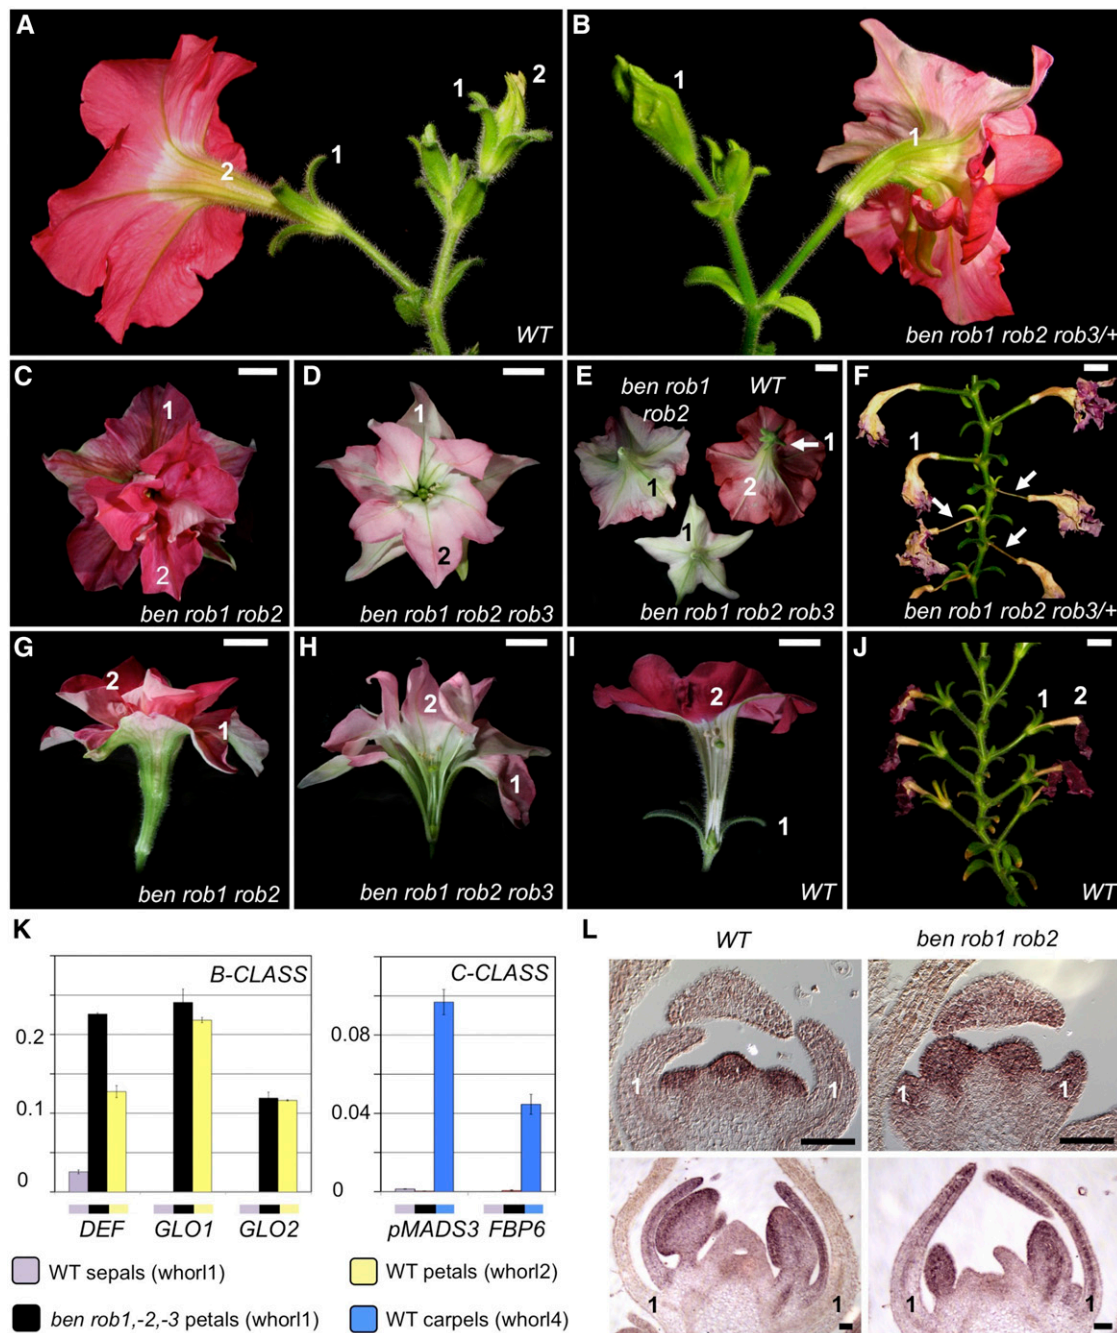 A
1
2
2
1
WT
B
1
1
ben rob1 rob2 rob3/+
C
1
2
ben rob1 rob2
D
1
2
ben rob1 rob2 rob3
E
ben rob1
rob2
WT
1
1
2
1
ben rob1 rob2 rob3
F
1
ben rob1 rob2 rob3/+
G
2
1
ben rob1 rob2
H
2
1
ben rob1 rob2 rob3
I
2
1
WT
J
1
2
WT
K
B-CLASS
0.2
0.1
0
DEF GLO1 GLO2
C-CLASS
0.08
0.04
0
pMADS3 FBP6
WT sepals (whorl1)
WT petals (whorl2)
ben rob1,-2,-3 petals (whorl1)
WT carpels (whorl4)
L
WT
ben rob1 rob2
1
1
1
1
1
1
1
1